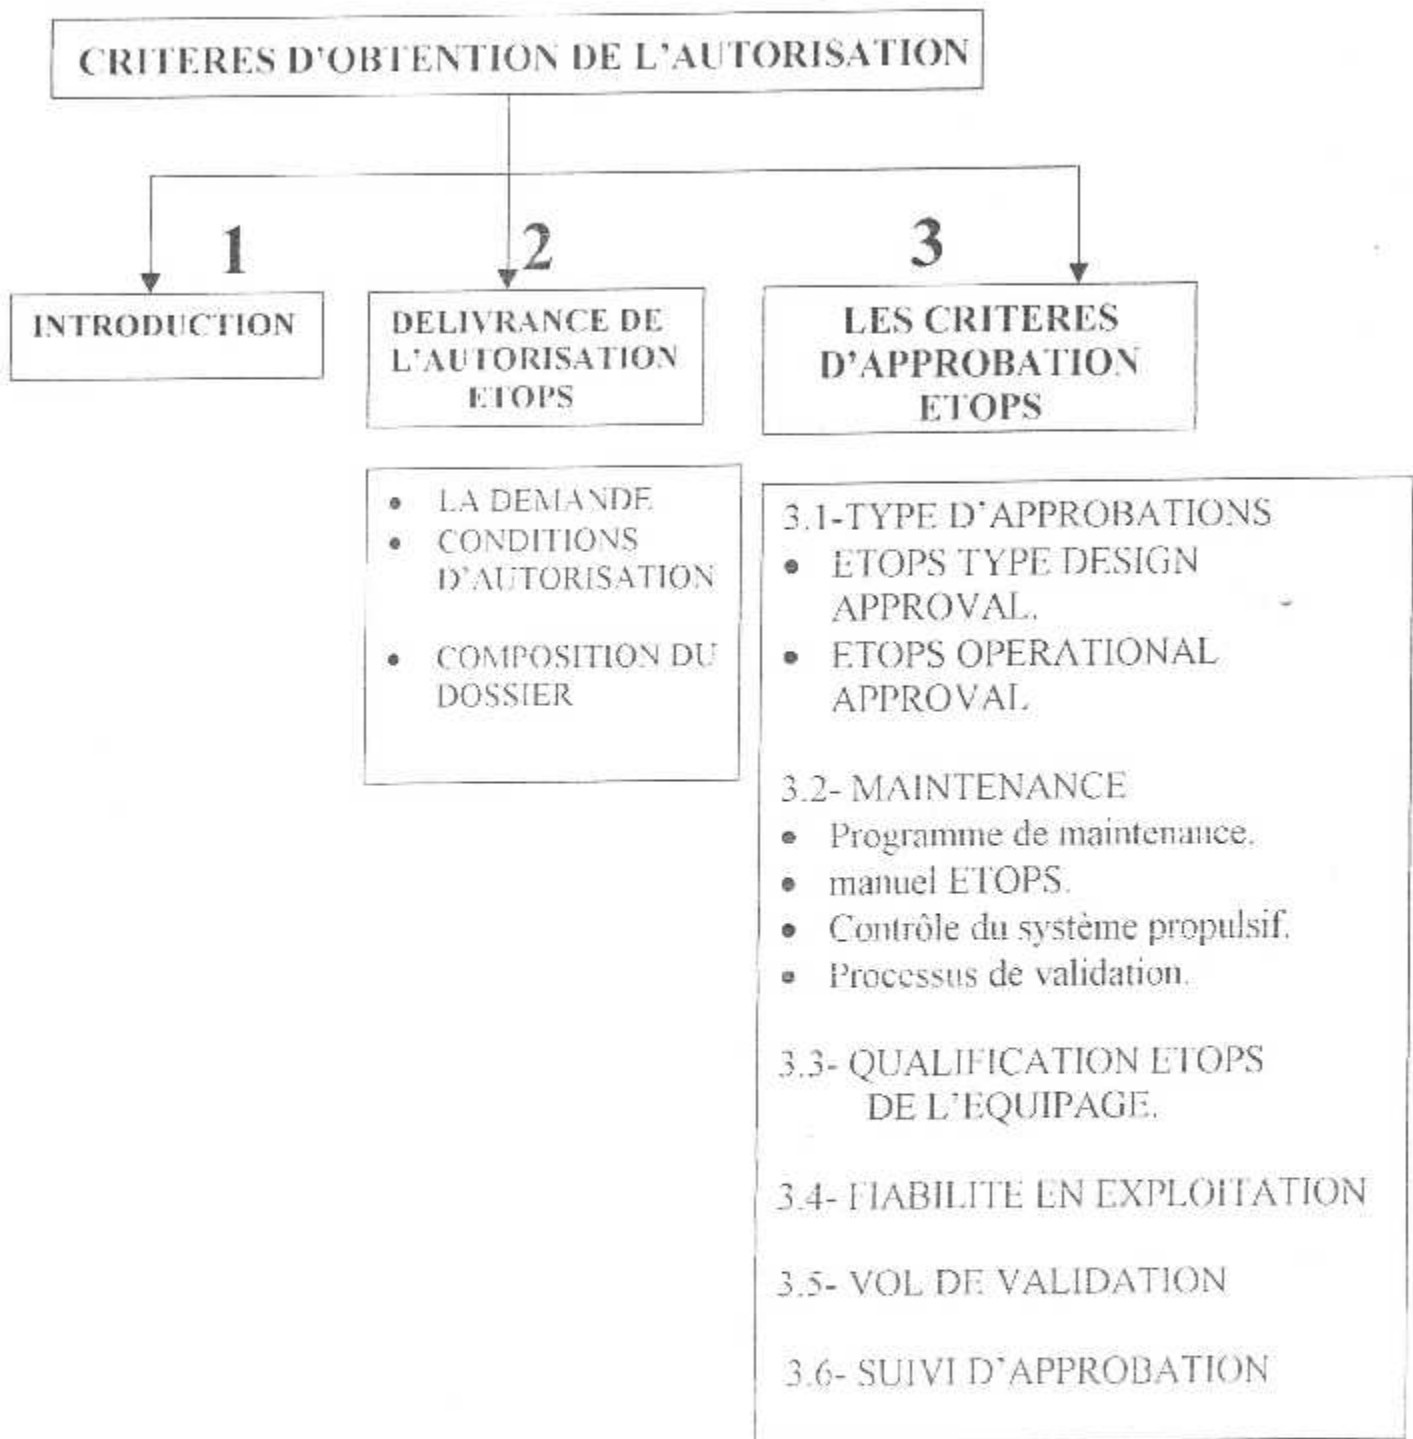 CRITERES D'OBTENTION DE L'AUTORISATION
1
INTRODUCTION
2
DELIVRANCE DE
L'AUTORISATION
ETOPS
• LA DEMANDE
• CONDITIONS
D'AUTORISATION
• COMPOSITION DU
DOSSIER
3
LES CRITERES
D'APPROBATION
ETOPS
3.1-TYPE D'APPROBATIONS
• ETOPS TYPE DESIGN
APPROVAL.
• ETOPS OPERATIONAL
APPROVAL
3.2- MAINTENANCE
• Programme de maintenance.
• manuel ETOPS.
• Contrôle du système propulsif.
• Processus de validation.
3.3- QUALIFICATION ETOPS
DE L'EQUIPAGE.
3.4- FIABILITE EN EXPLOITATION
3.5- VOL DE VALIDATION
3.6- SUIVI D'APPROBATION